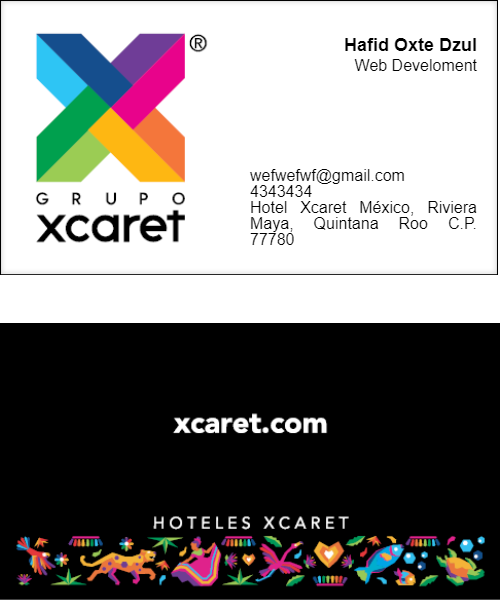 ®
Hafid Oxte Dzul
Web Develoment
GRUPO
xcaret
wefwefwf@gmail.com
4343434
Hotel Xcaret México, Riviera
Maya, Quintana Roo C.P.
77780
xcaret.com
HOTELES XCARET